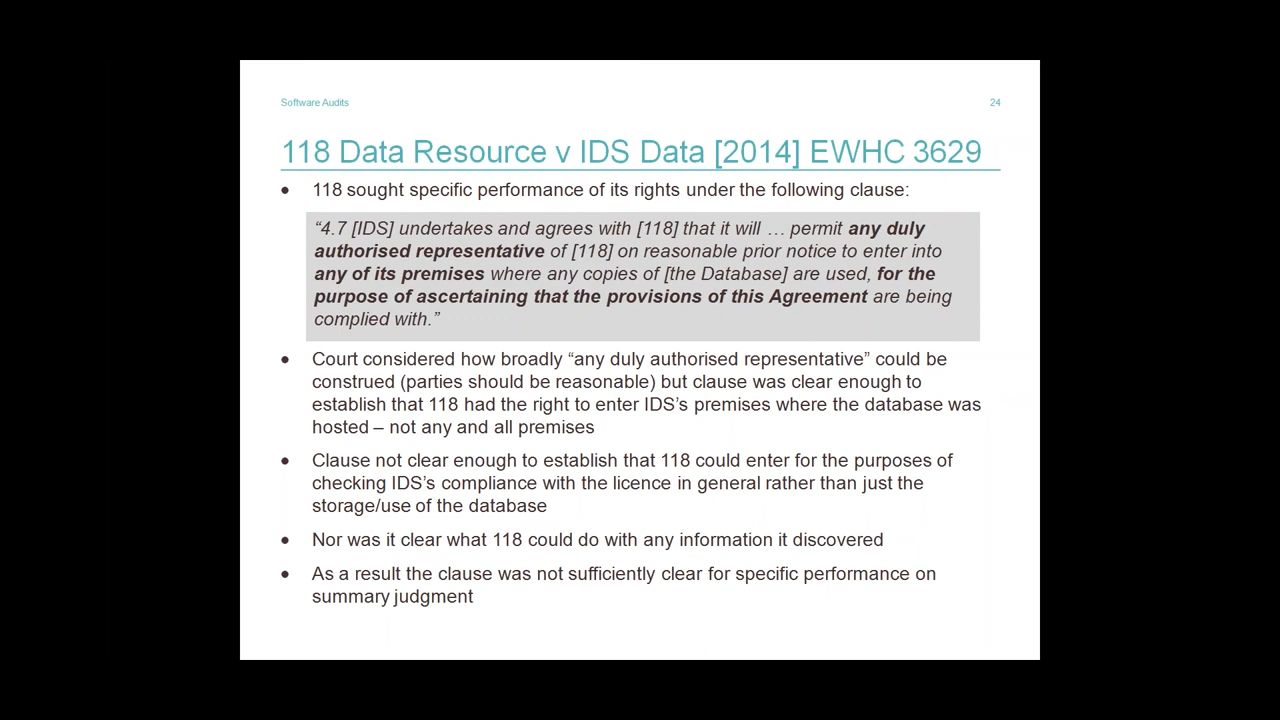 Software Audits
24
118 Data Resource v IDS Data [2014] EWHC 3629
• 118 sought specific performance of its rights under the following clause:
“4.7 [IDS] undertakes and agrees with [118] that it will … permit any duly
authorised representative of [118] on reasonable prior notice to enter into
any of its premises where any copies of [the Database] are used, for the
purpose of ascertaining that the provisions of this Agreement are being
complied with.”
• Court considered how broadly “any duly authorised representative” could be
construed (parties should be reasonable) but clause was clear enough to
establish that 118 had the right to enter IDS’s premises where the database was
hosted – not any and all premises
• Clause not clear enough to establish that 118 could enter for the purposes of
checking IDS’s compliance with the licence in general rather than just the
storage/use of the database
• Nor was it clear what 118 could do with any information it discovered
• As a result the clause was not sufficiently clear for specific performance on
summary judgment